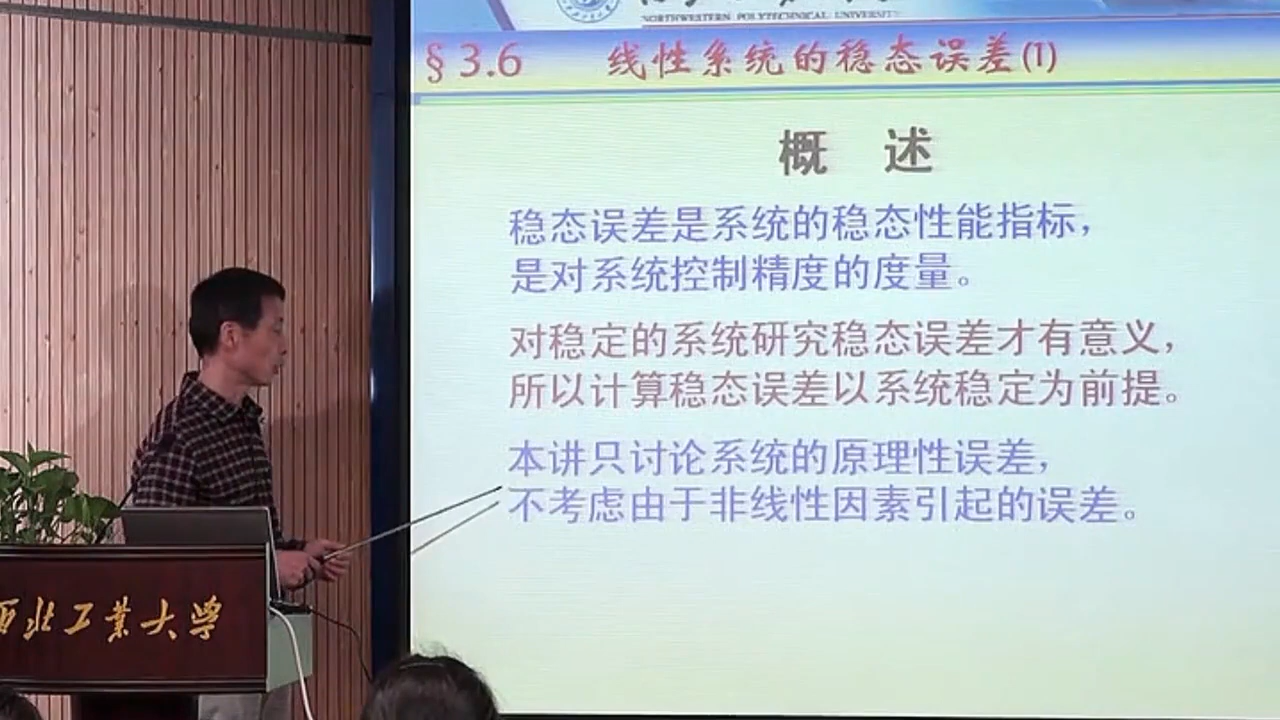 NORTHWESTERN POLYTECHNICAL UNIVERSITY
§3.6 线性系统的稳态误差(1)
概 述
稳态误差是系统的稳态性能指标，
是对系统控制精度的度量。
对稳定的系统研究稳态误差才有意义，
所以计算稳态误差以系统稳定为前提。
本讲只讨论系统的原理性误差，
不考虑由于非线性因素引起的误差。
西北工业大学